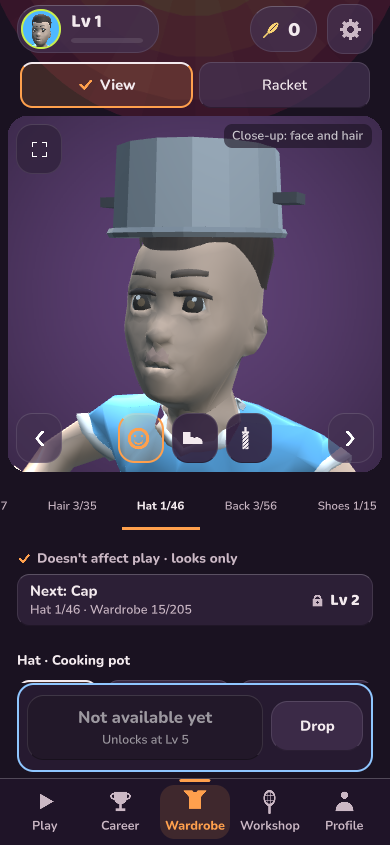 Lv 1
0
View
Racket
Close-up: face and hair
7
Hair 3/35
Hat 1/46
Back 3/56
Shoes 1/15
Doesn't affect play · looks only
Next: Cap
Hat 1/46 · Wardrobe 15/205
Lv 2
Hat · Cooking pot
Not available yet
Unlocks at Lv 5
Drop
Play
Career
Wardrobe
Workshop
Profile